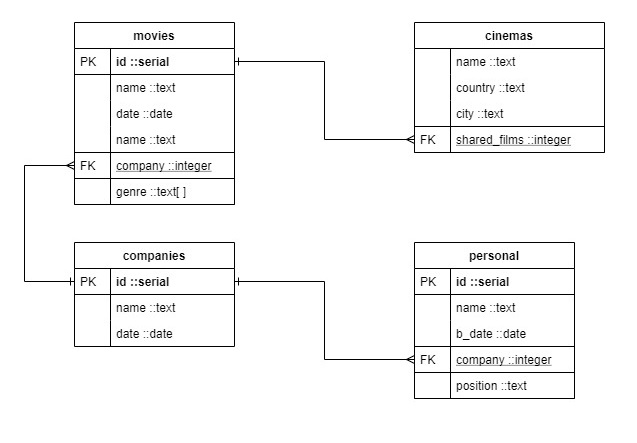 movies
PK id ::serial
name ::text
date ::date
name ::text
FK company ::integer
genre ::text[ ]
cinemas
name ::text
country ::text
city ::text
FK shared_films ::integer
companies
PK id ::serial
name ::text
date ::date
personal
PK id ::serial
name ::text
b_date ::date
FK company ::integer
position ::text